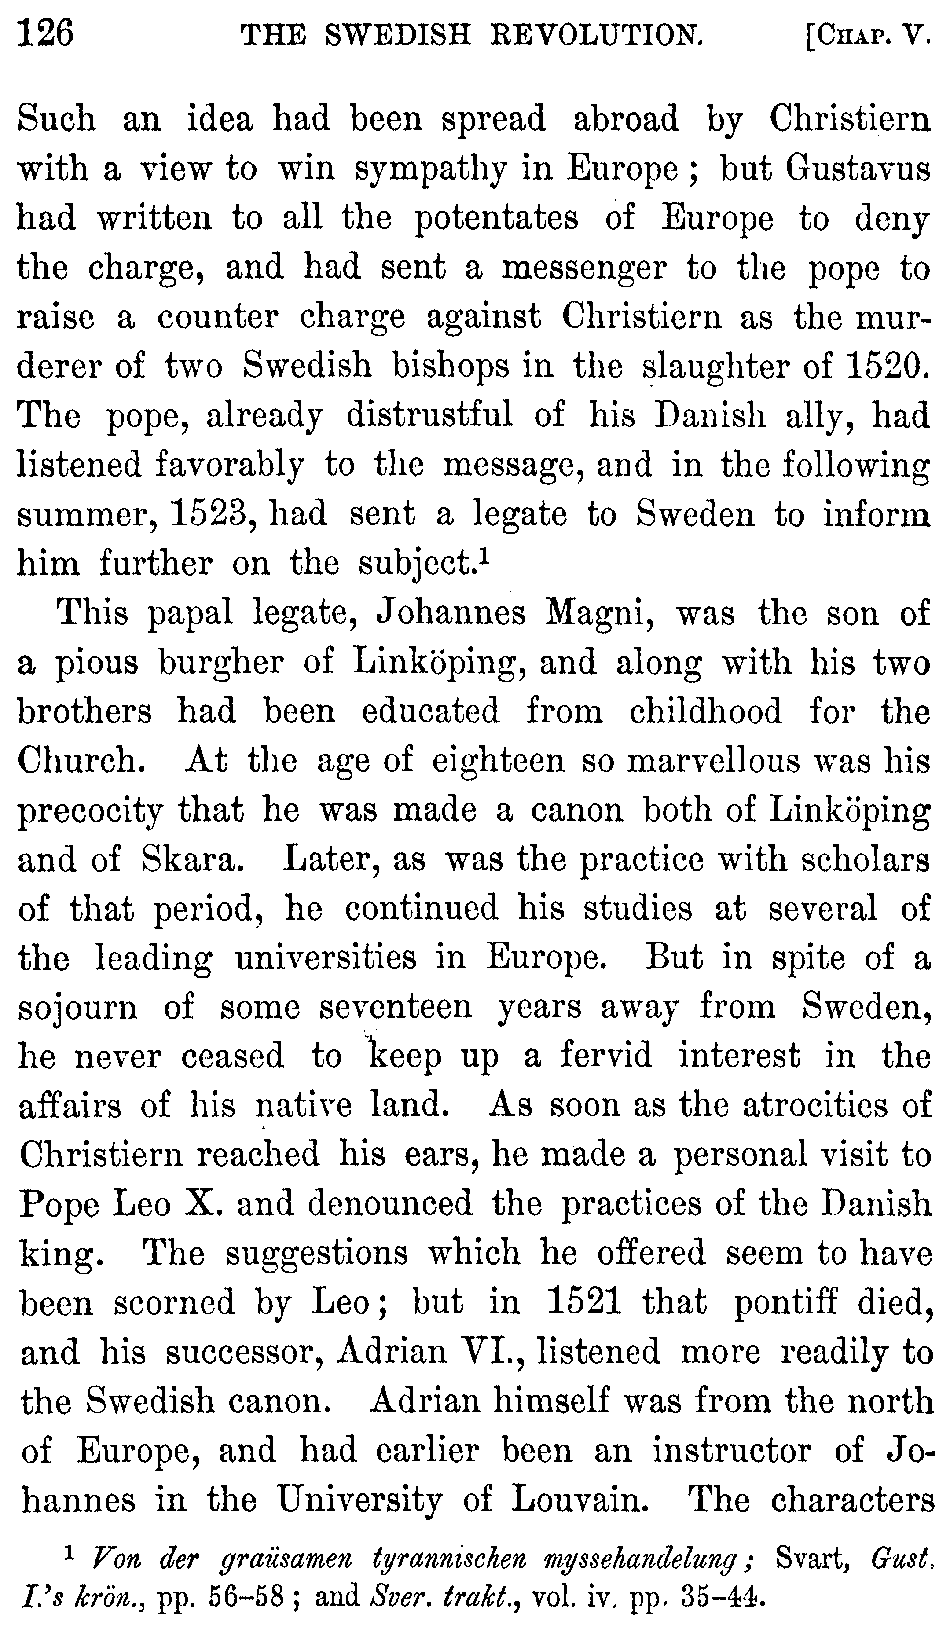 126 THE SWEDISH REVOLUTION. [CHAP. V.
Such an idea had been spread abroad by Christiern
with a view to win sympathy in Europe; but Gustavus
had written to all the potentates of Europe to deny
the charge, and had sent a messenger to the pope to
raise a counter charge against Christiern as the mur-
derer of two Swedish bishops in the slaughter of 1520.
The pope, already distrustful of his Danish ally, had
listened favorably to the message, and in the following
summer, 1523, had sent a legate to Sweden to inform
him further on the subject.¹
This papal legate, Johannes Magni, was the son of
a pious burgher of Linköping, and along with his two
brothers had been educated from childhood for the
Church. At the age of eighteen so marvellous was his
precocity that he was made a canon both of Linköping
and of Skara. Later, as was the practice with scholars
of that period, he continued his studies at several of
the leading universities in Europe. But in spite of a
sojourn of some seventeen years away from Sweden,
he never ceased to keep up a fervid interest in the
affairs of his native land. As soon as the atrocities of
Christiern reached his ears, he made a personal visit to
Pope Leo X. and denounced the practices of the Danish
king. The suggestions which he offered seem to have
been scorned by Leo; but in 1521 that pontiff died,
and his successor, Adrian VI., listened more readily to
the Swedish canon. Adrian himself was from the north
of Europe, and had earlier been an instructor of Jo-
hannes in the University of Louvain. The characters
¹ Von der graüsamen tyrannischen myssehandelung; Svart, Gust.
I.'s krön., pp. 56–58; and Sver. trakt., vol. iv. pp. 35–44.